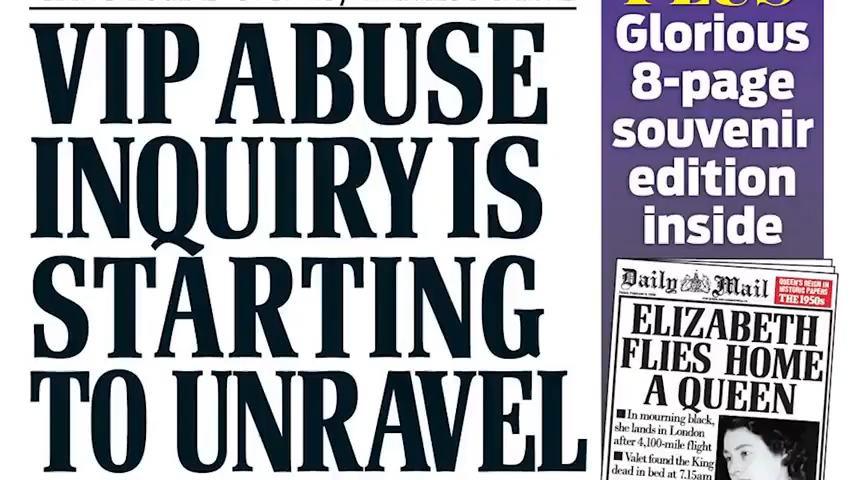 VIP ABUSE
INQUIRY IS
STARTING
TO UNRAVEL
PLUS
Glorious
8-page
souvenir
edition
inside
Daily Mail
QUEEN'S REIGN IN
HISTORIC PAPERS
THE 1950s
ELIZABETH
FLIES HOME
A QUEEN
■ In mourning black,
she lands in London
after 4,100-mile flight
■ Valet found the King
dead in bed at 7.15am